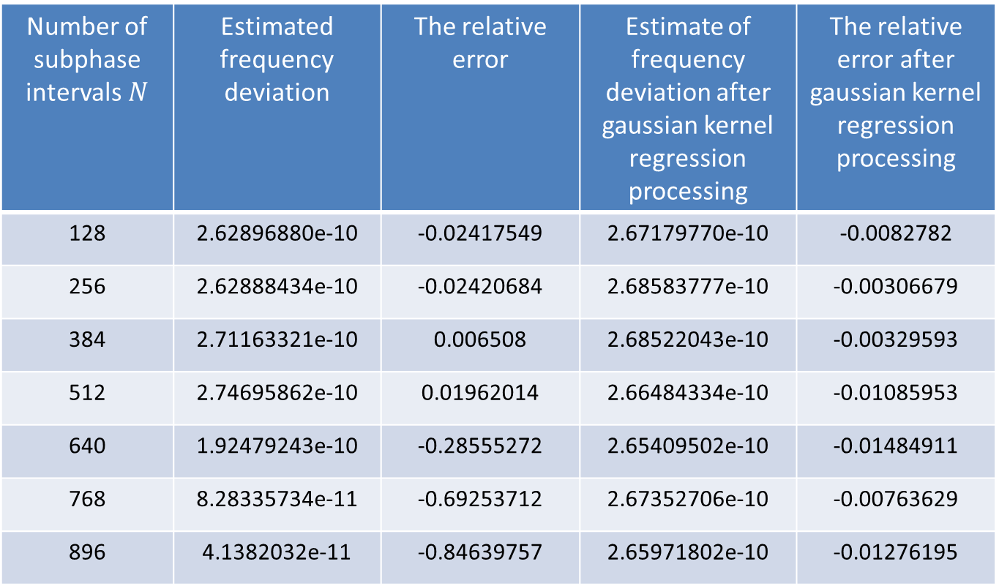 Number of
subphase
intervals N
Estimated
frequency
deviation
The relative
error
Estimate of
frequency
deviation after
gaussian kernel
regression
processing
The relative
error after
gaussian kernel
regression
processing
128 2.62896880e-10 -0.02417549 2.67179770e-10 -0.0082782
256 2.62888434e-10 -0.02420684 2.68583777e-10 -0.00306679
384 2.71163321e-10 0.006508 2.68522043e-10 -0.00329593
512 2.74695862e-10 0.01962014 2.66484334e-10 -0.01085953
640 1.92479243e-10 -0.28555272 2.65409502e-10 -0.01484911
768 8.28335734e-11 -0.69253712 2.67352706e-10 -0.00763629
896 4.1382032e-11 -0.84639757 2.65971802e-10 -0.01276195